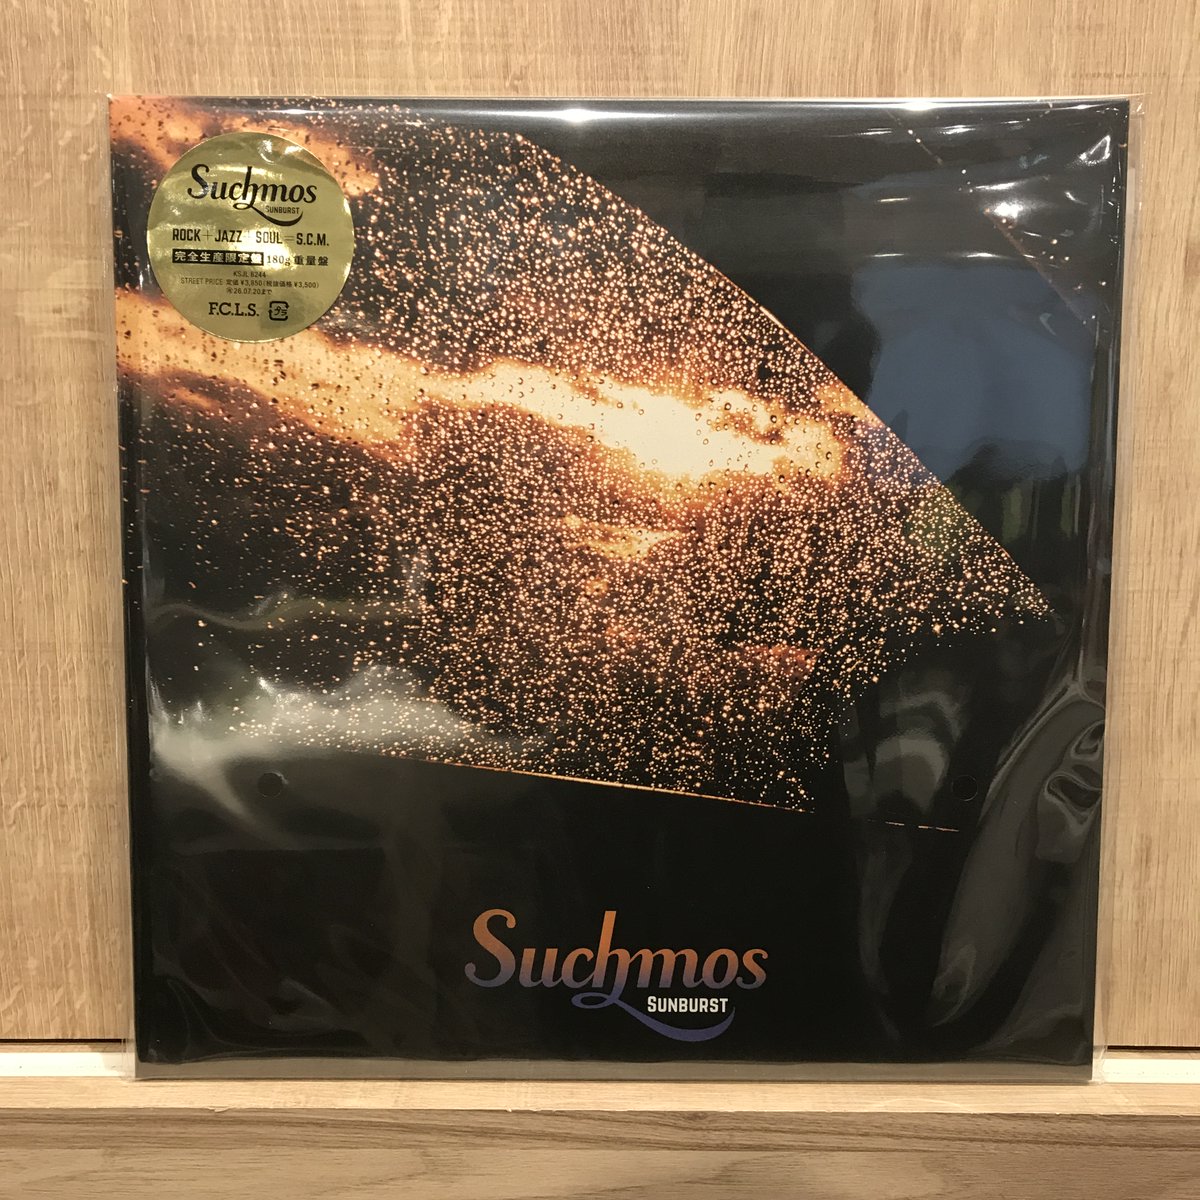 Suchmos
SUNBURST
ROCK+JAZZ+SOUL=S.C.M.
完全生産限定盤 180g重量盤
KSJL 6244
STREET PRICE 定価 ¥3,850(税抜価格 ¥3,500)
26.07.20まで
F.C.L.S.
Suchmos
SUNBURST